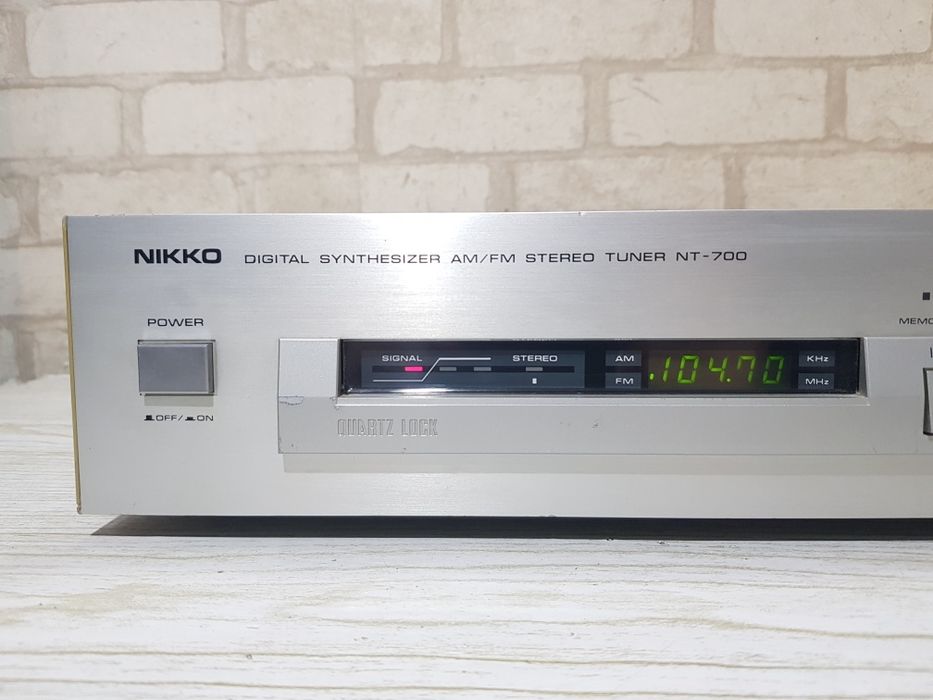 NIKKO DIGITAL SYNTHESIZER AM/FM STEREO TUNER NT-700
POWER
OFF/ ON
SIGNAL STEREO
AM
FM
104.70
KHz
MHz
QUARTZ LOCK